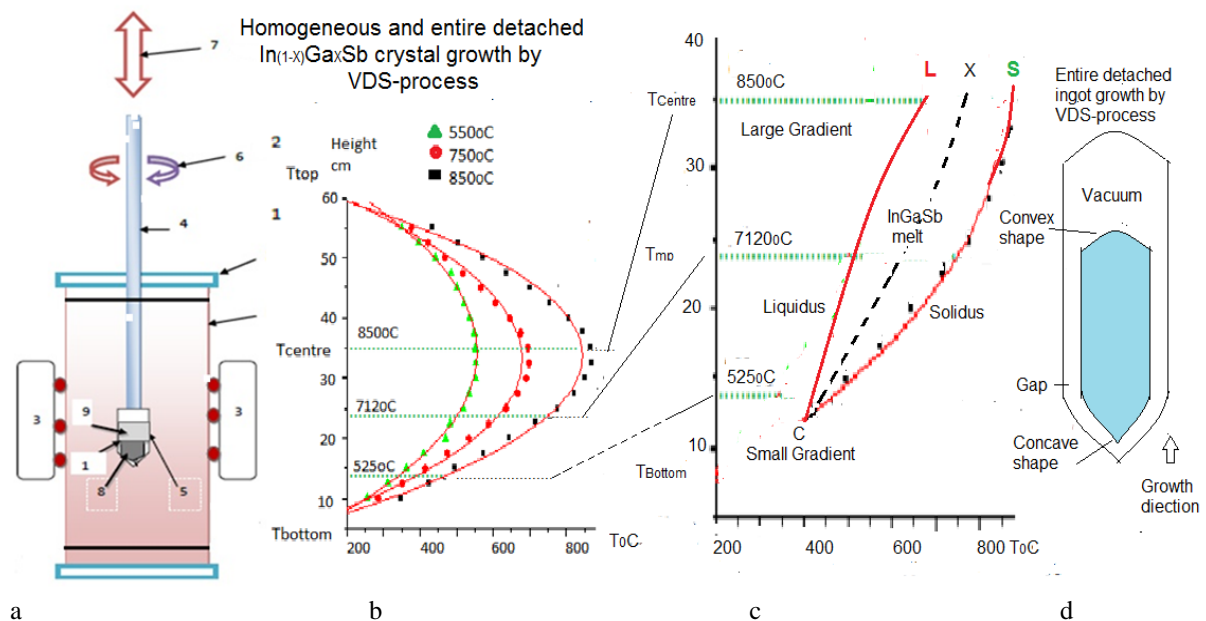 Homogeneous and entire detached
In(1-X)GaXSb crystal growth by
VDS-process
7
2
6
4
1
3
9
3
1
8
5
Height
cm
Ttop
550oC
750oC
850oC
60
50
40
Tcentre
30
20
10
Tbottom
850oC
7120C
525oC
200
400
600
800
ToC
TCentre
Tmp
TBottom
40
30
20
10
850oC
Large Gradient
L
X
S
InGaSb
melt
7120oC
Liquidus
Solidus
525oC
C
Small Gradient
400
600
800 ToC
Entire detached
ingot growth by
VDS-process
Vacuum
Convex
shape
Gap
Concave
shape
Growth
diection
a
b
c
d